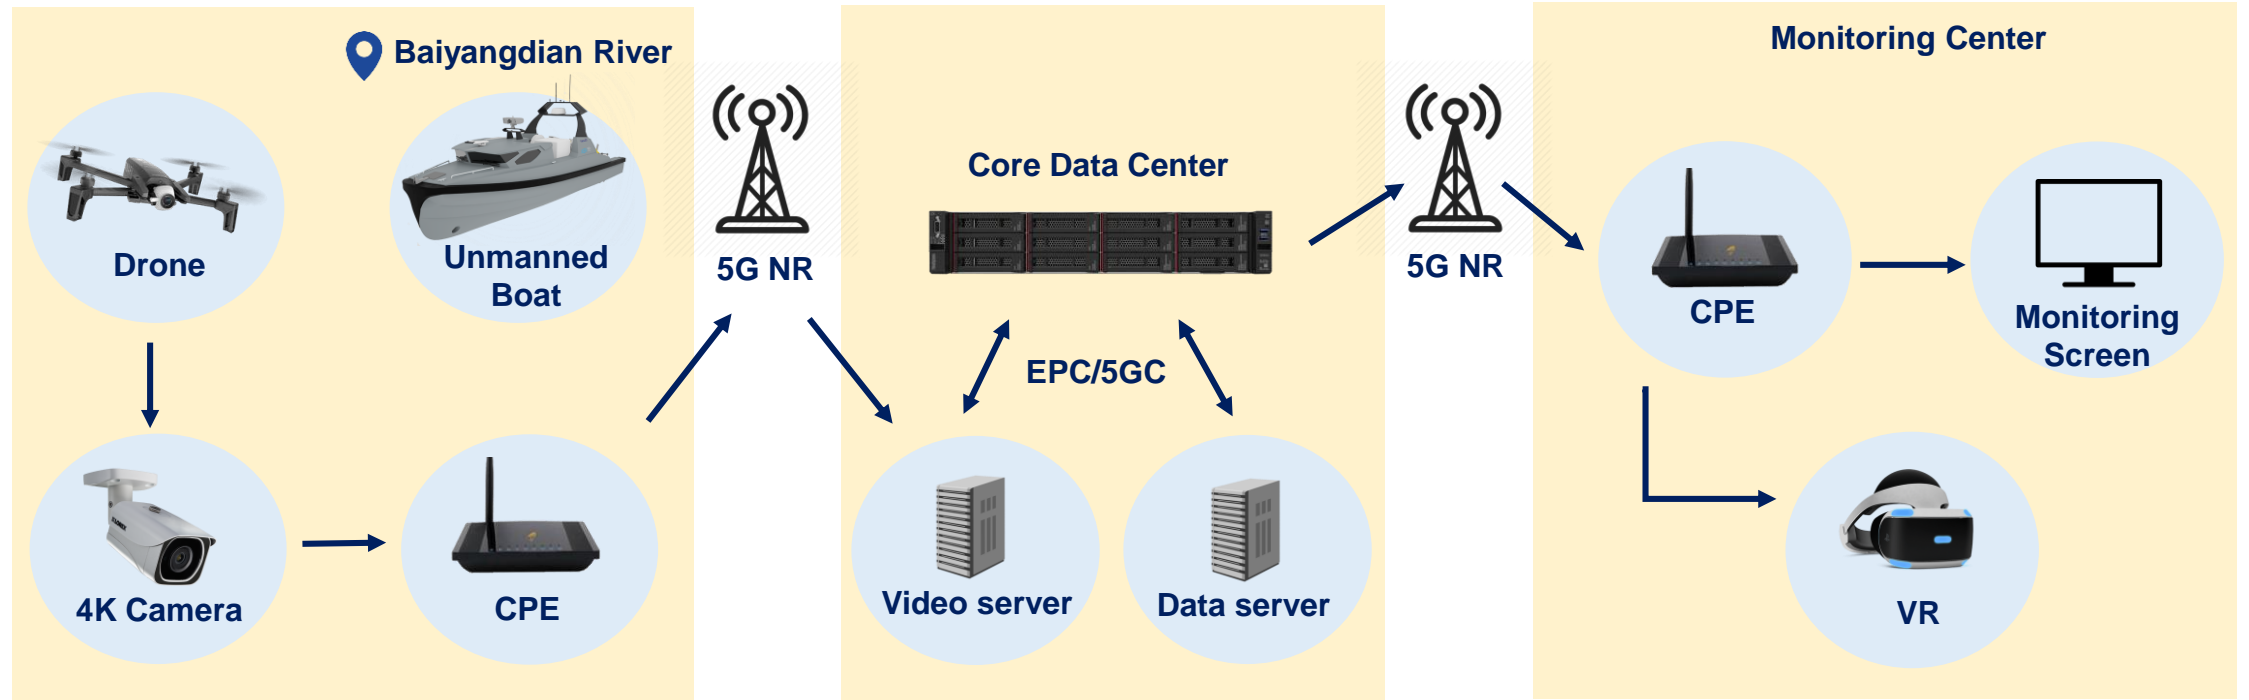 Baiyangdian River
Drone
Unmanned
Boat
4K Camera
CPE
5G NR
Core Data Center
EPC/5GC
Video server
Data server
5G NR
Monitoring Center
CPE
Monitoring
Screen
VR